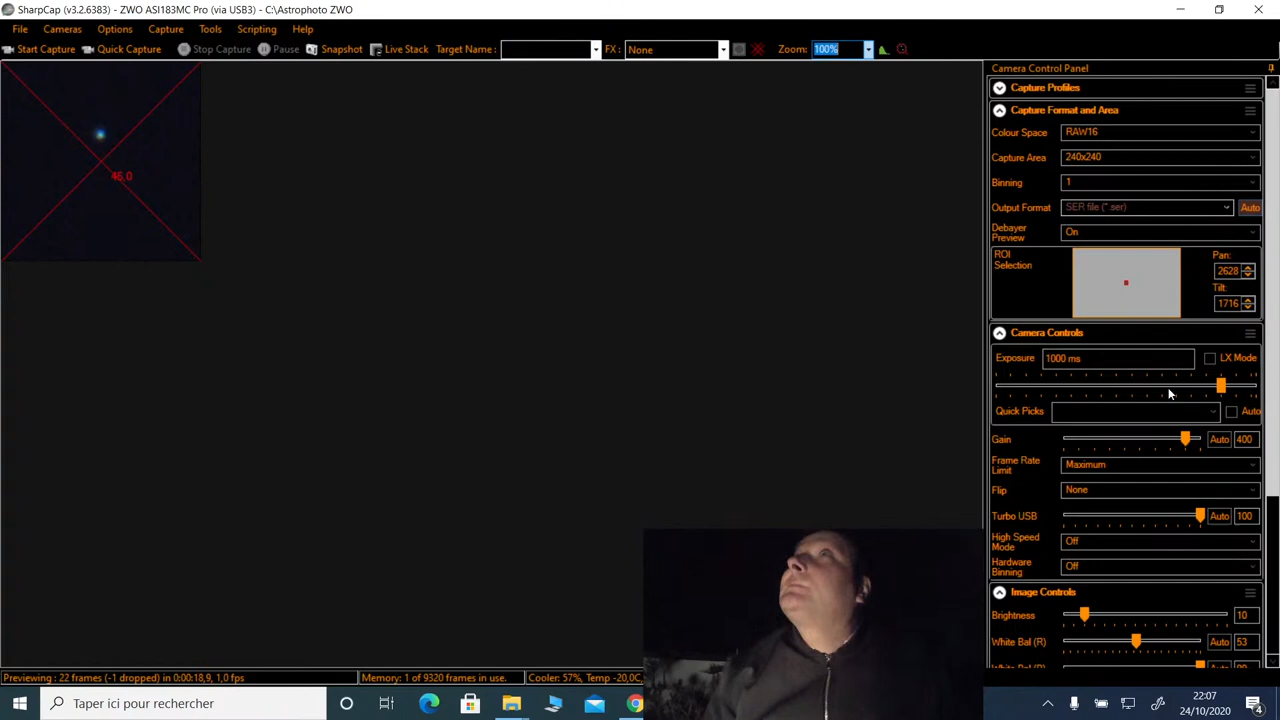 SharpCap (v3.2.6383) - ZWO ASI183MC Pro (via USB3) - C:\Astrophoto ZWO
File Cameras Options Capture Tools Scripting Help
Start Capture Quick Capture Stop Capture Pause Snapshot Live Stack Target Name: FX : None Zoom: 100%
Camera Control Panel
Capture Profiles
Capture Format and Area
Colour Space RAW16
Capture Area 240x240
Binning 1
Output Format SER file (*.ser) Auto
Debayer Preview On
ROI Selection
Pan:
2628
Tilt:
1716
Camera Controls
Exposure 1000 ms LX Mode
Quick Picks Auto
Gain Auto 400
Frame Rate Limit Maximum
Flip None
Turbo USB Auto 100
High Speed Mode Off
Hardware Binning Off
Image Controls
Brightness 10
White Bal (R) Auto 53
Previewing : 22 frames (-1 dropped) in 0:00:18,9, 1,0 fps
Memory: 1 of 9320 frames in use.
Cooler: 57%, Temp -20,0C,
Taper ici pour rechercher
22:07
24/10/2020
4